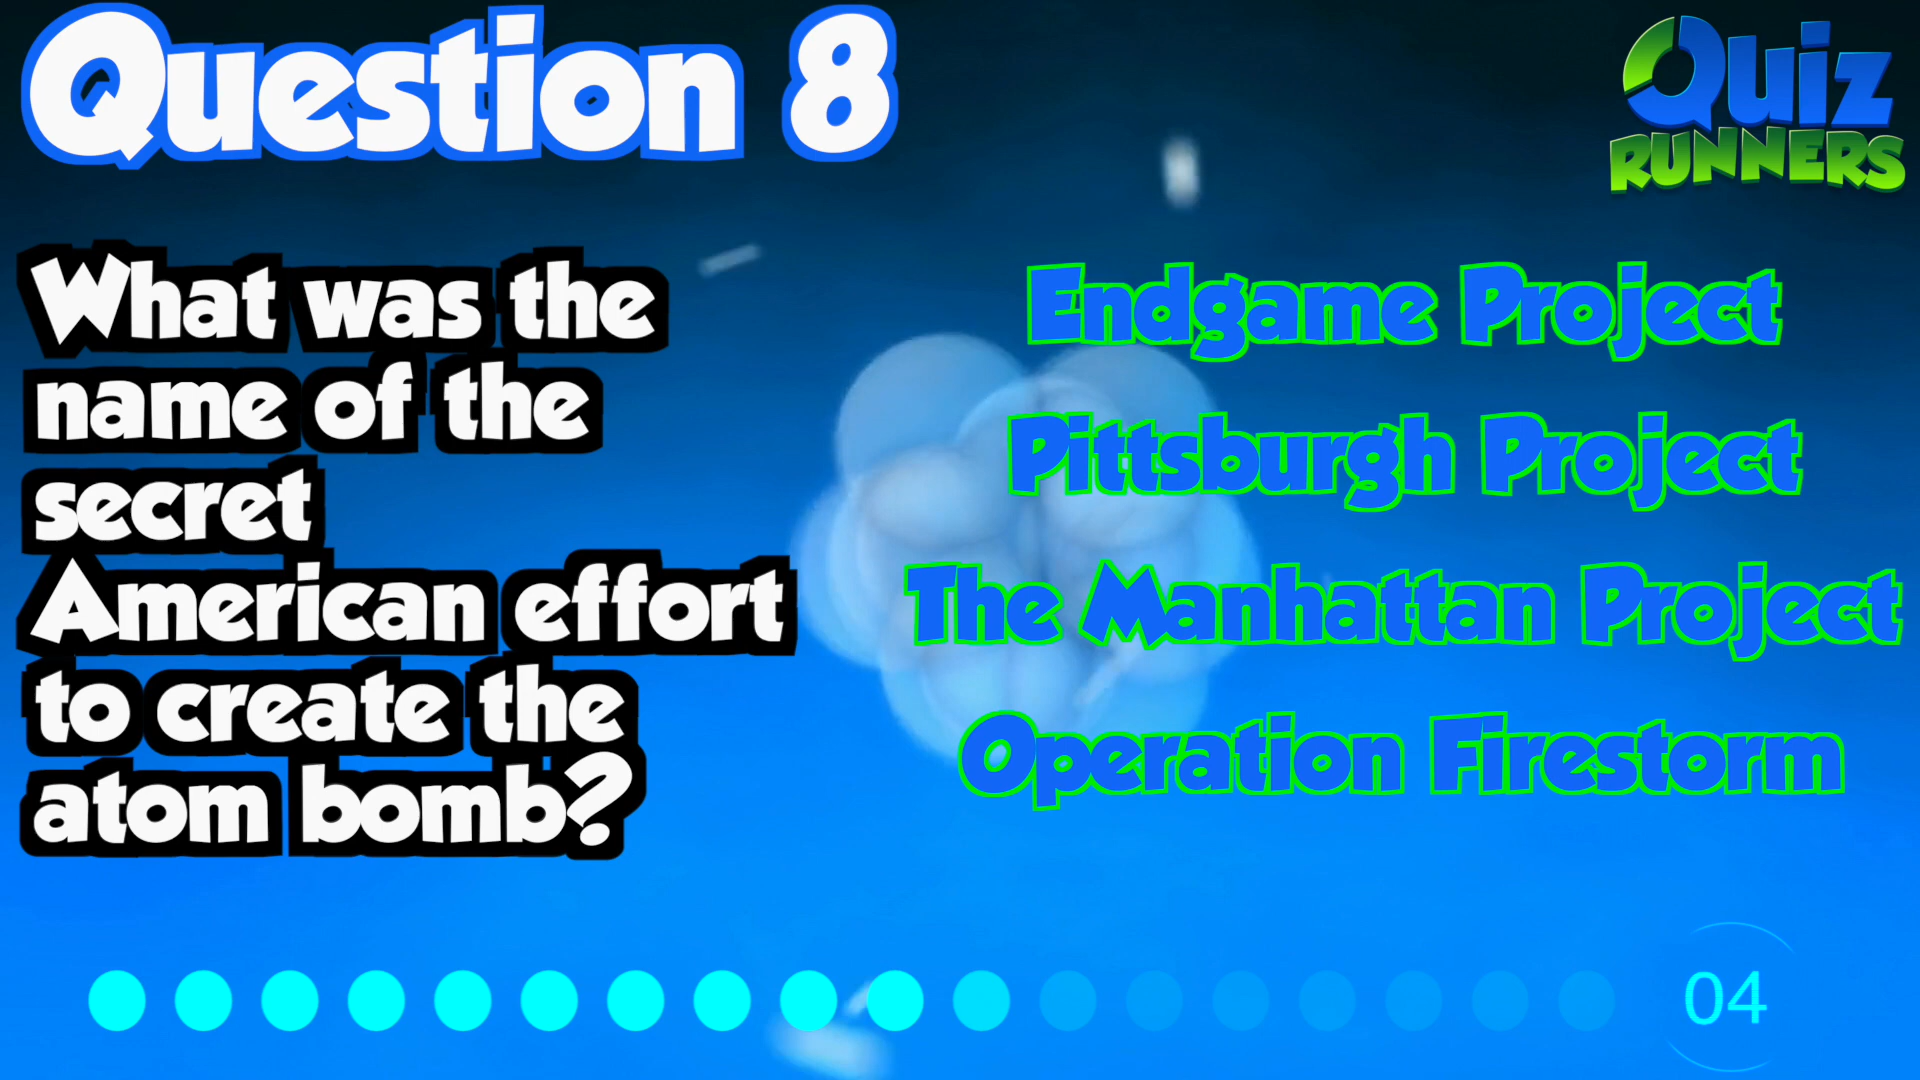 Question 8
Quiz
RUNNERS
What was the
name of the
secret
American effort
to create the
atom bomb?
Endgame Project
Pittsburgh Project
The Manhattan Project
Operation Firestorm
04